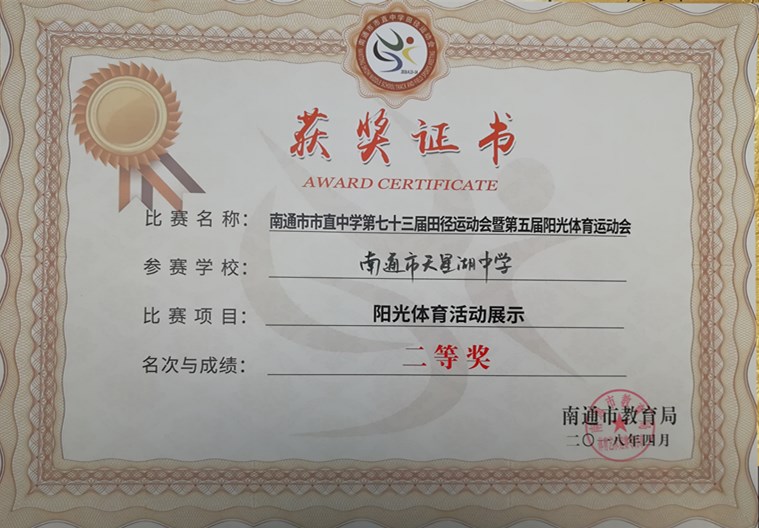 获奖证书
AWARD CERTIFICATE
比赛名称： 南通市市直中学第七十三届田径运动会暨第五届阳光体育运动会
参赛学校： 南通市天星湖中学
比赛项目： 阳光体育活动展示
名次与成绩： 二等奖
南通市教育局
二〇一八年四月